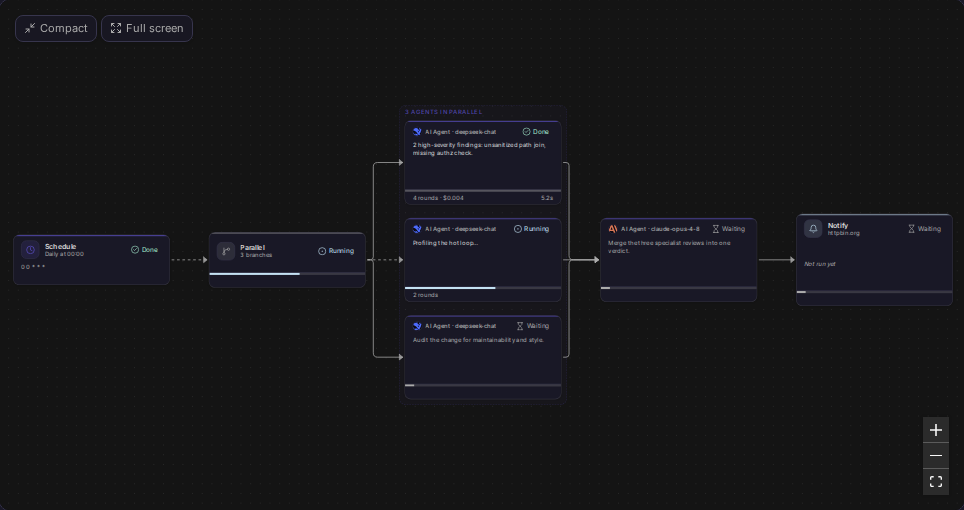 Compact
Full screen
3 AGENTS IN PARALLEL
AI Agent · deepseek-chat
Done
2 high-severity findings: unsanitized path join,
missing authz check.
4 rounds · $0.004
5.2s
Schedule
Daily at 00:00
Done
0 0 * * *
Parallel
3 branches
Running
AI Agent · deepseek-chat
Running
Profiling the hot loop…
2 rounds
AI Agent · claude-opus-4-8
Waiting
Merge the three specialist reviews into one
verdict.
Notify
httpbin.org
Waiting
Not run yet
AI Agent · deepseek-chat
Waiting
Audit the change for maintainability and style.